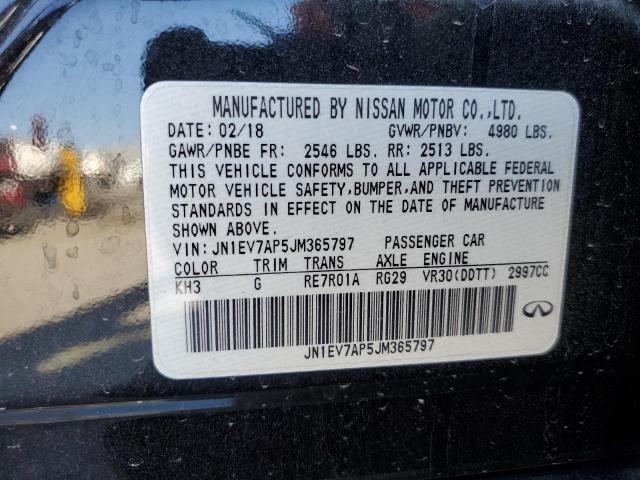 MANUFACTURED BY NISSAN MOTOR CO.,LTD.
DATE: 02/18 GVWR/PNBV: 4980 LBS.
GAWR/PNBE FR: 2546 LBS. RR: 2513 LBS.
THIS VEHICLE CONFORMS TO ALL APPLICABLE FEDERAL
MOTOR VEHICLE SAFETY,BUMPER,AND THEFT PREVENTION
STANDARDS IN EFFECT ON THE DATE OF MANUFACTURE
SHOWN ABOVE.
VIN: JN1EV7AP5JM365797 PASSENGER CAR
COLOR TRIM TRANS AXLE ENGINE
KH3 G RE7R01A RG29 VR30(DDTT) 2997CC
JN1EV7AP5JM365797